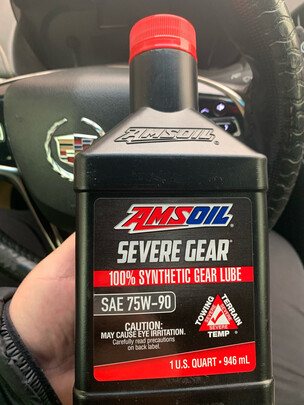 AMSOIL®
AMSOIL
SEVERE GEAR®
100% SYNTHETIC GEAR LUBE
SAE 75W-90
TOWING TERRAIN
SEVERE
TEMP
CAUTION:
MAY CAUSE EYE IRRITATION.
Carefully read precautions
on back label.
1 U.S. QUART • 946 mL